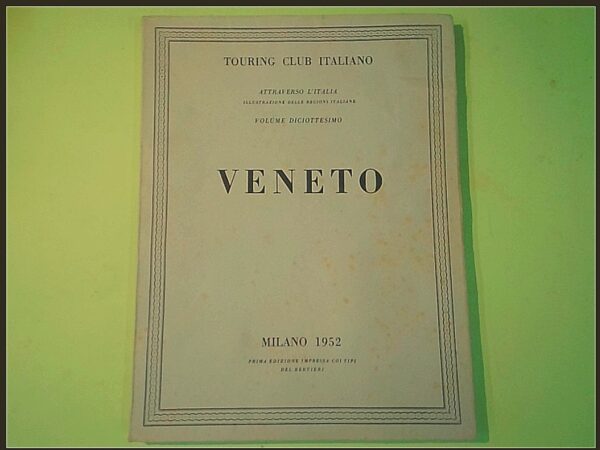 TOURING CLUB ITALIANO
ATTRAVERSO L'ITALIA
ILLUSTRAZIONE DELLE REGIONI ITALIANE
VOLUME DICIOTTESIMO
VENETO
MILANO 1952
PRIMA EDIZIONE IMPRESSA COI TIPI
DEL BERTIERI